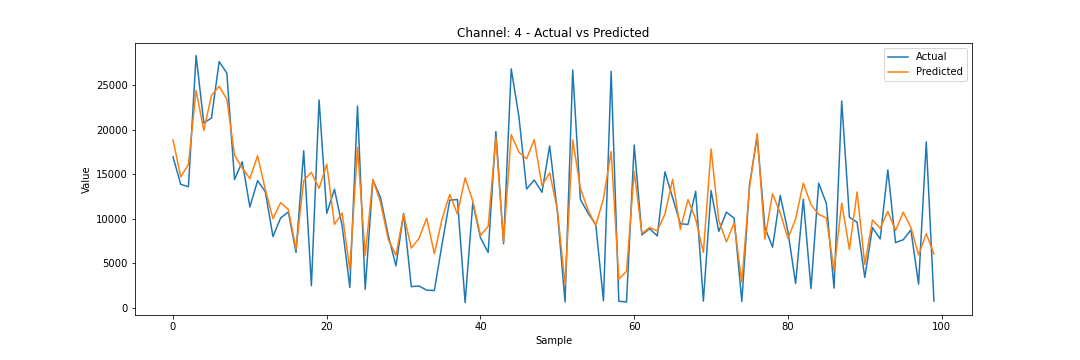 Channel: 4 - Actual vs Predicted
Actual
Predicted
Value
25000
20000
15000
10000
5000
0
0 20 40 60 80 100
Sample